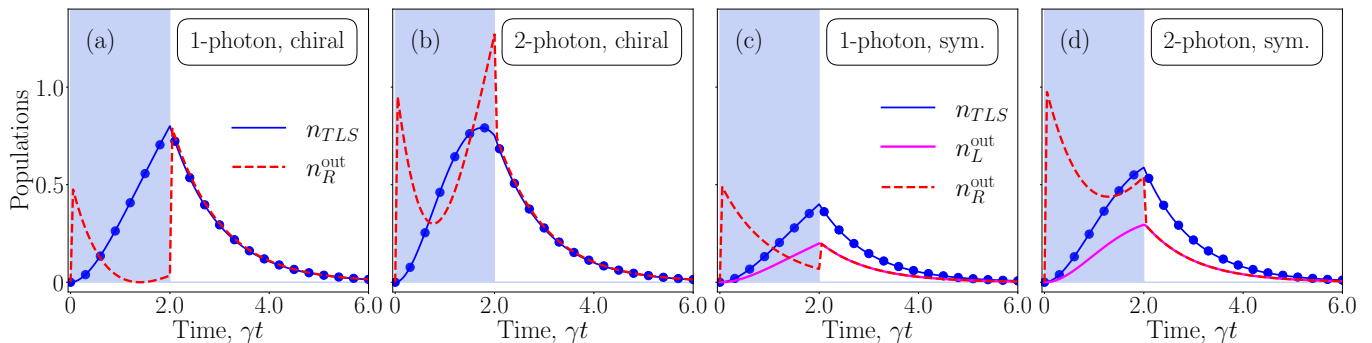 (a)
1-photon, chiral
(b)
2-photon, chiral
(c)
1-photon, sym.
(d)
2-photon, sym.
Populations
1.0
0.5
0
n_{TLS}
n_R^{out}
n_{TLS}
n_L^{out}
n_R^{out}
0 2.0 4.0 6.0
0 2.0 4.0 6.0
0 2.0 4.0 6.0
0 2.0 4.0 6.0
Time, γt
Time, γt
Time, γt
Time, γt